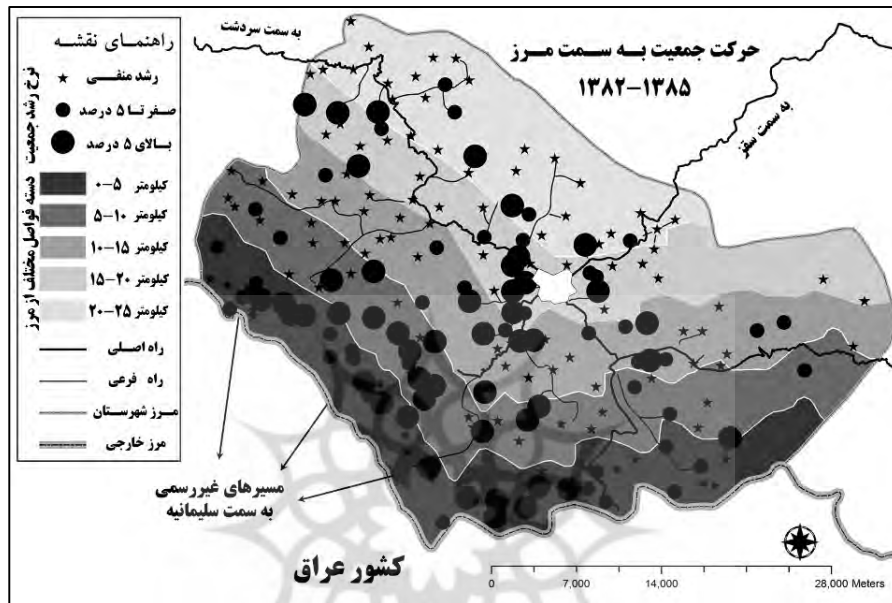 راهنمای نقشه
نرخ رشد جمعیت
رشد منفی
صفر تا ۵ درصد
بالای ۵ درصد
دسته فواصل مختلف از مرز
کیلومتر ۵-۰
کیلومتر ۱۰-۵
کیلومتر ۱۵-۱۰
کیلومتر ۲۰-۱۵
کیلومتر ۲۵-۲۰
راه اصلی
راه فرعی
مرز شهرستان
مرز خارجی
به سمت سردشت
حرکت جمعیت به سمت مرز
۱۳۸۲-۱۳۸۵
به سمت سقز
مسیرهای غیررسمی
به سمت سلیمانیه
کشور عراق
0 7,000 14,000 28,000 Meters